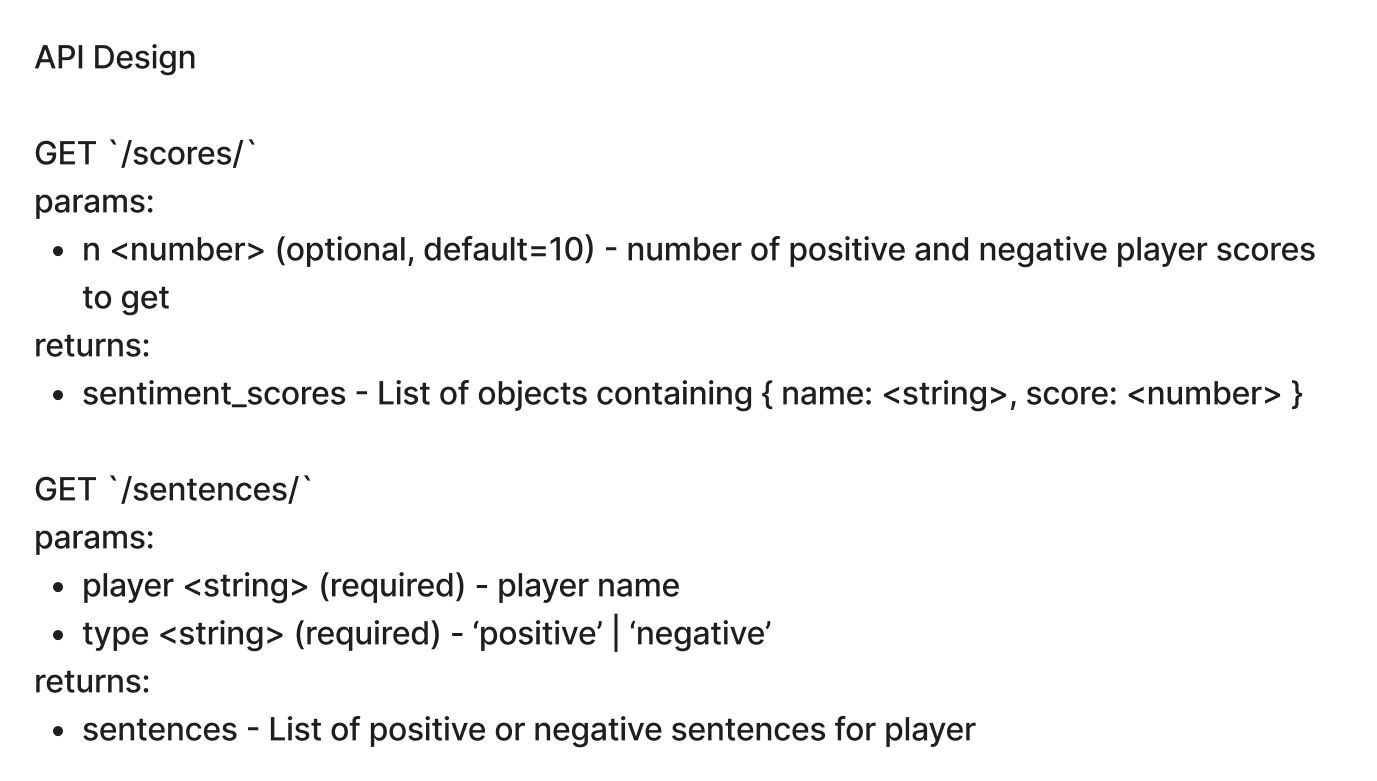 API Design
GET `/scores/`
params:
• n <number> (optional, default=10) - number of positive and negative player scores
to get
returns:
• sentiment_scores - List of objects containing { name: <string>, score: <number> }
GET `/sentences/`
params:
• player <string> (required) - player name
• type <string> (required) - ‘positive’ | ‘negative’
returns:
• sentences - List of positive or negative sentences for player